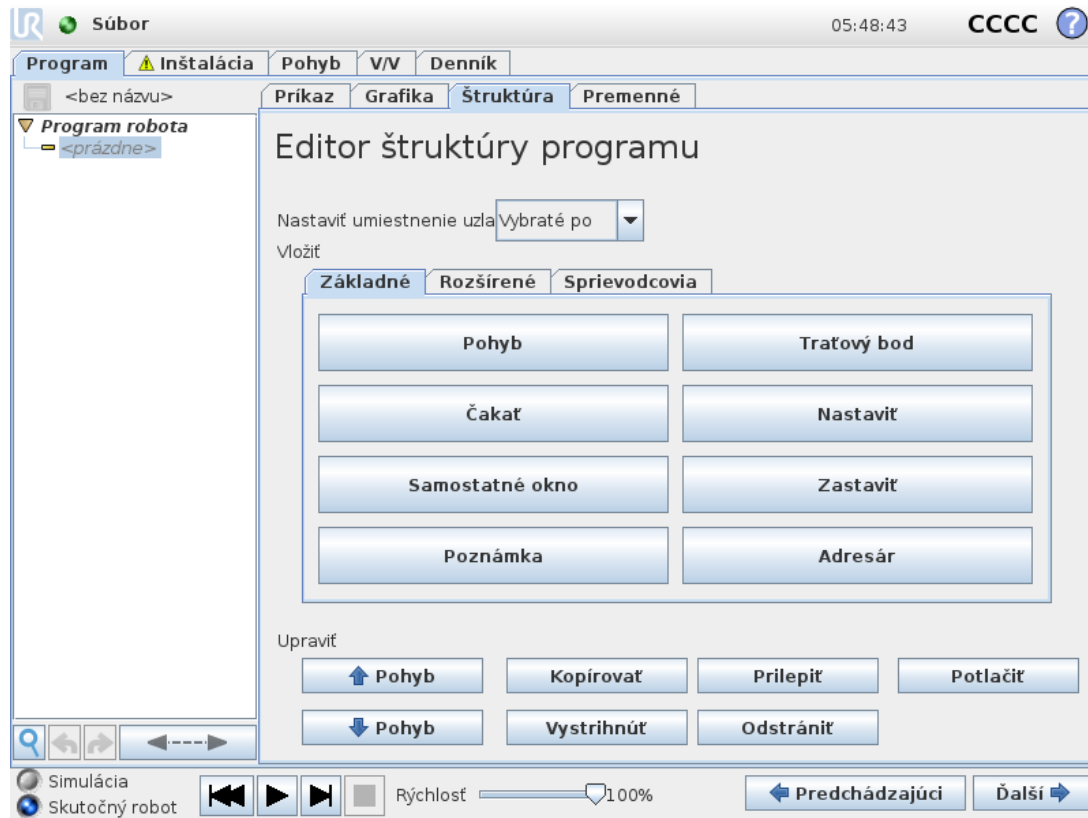 UR Súbor 05:48:43 CCCC ?
Program Inštalácia Pohyb V/V Denník
<bez názvu> Príkaz Grafika Štruktúra Premenné
Program robota
<prázdne>
Editor štruktúry programu
Nastaviť umiestnenie uzla Vybraté po
Vložiť
Základné Rozšírené Sprievodcovia
Pohyb Traťový bod
Čakať Nastaviť
Samostatné okno Zastaviť
Poznámka Adresár
Upraviť
Pohyb Kopírovať Prilepiť Potlačiť
Pohyb Vystrihnúť Odstrániť
Simulácia
Skutočný robot
Rýchlosť 100% Predchádzajúci Ďalší